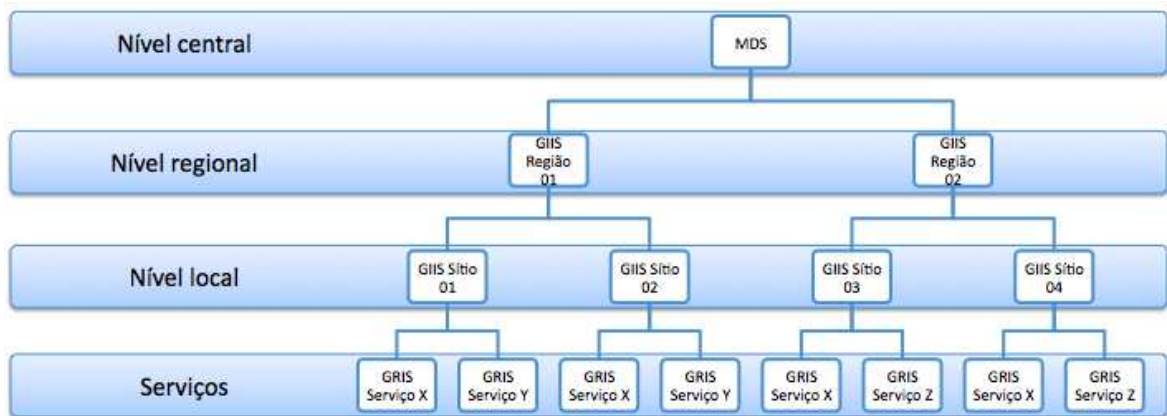 Nível central
MDS
Nível regional
GIIS
Região
01
GIIS
Região
02
Nível local
GIIS Sítio
01
GIIS Sítio
02
GIIS Sítio
03
GIIS Sítio
04
Serviços
GRIS
Serviço X
GRIS
Serviço Y
GRIS
Serviço X
GRIS
Serviço Y
GRIS
Serviço X
GRIS
Serviço Z
GRIS
Serviço X
GRIS
Serviço Z